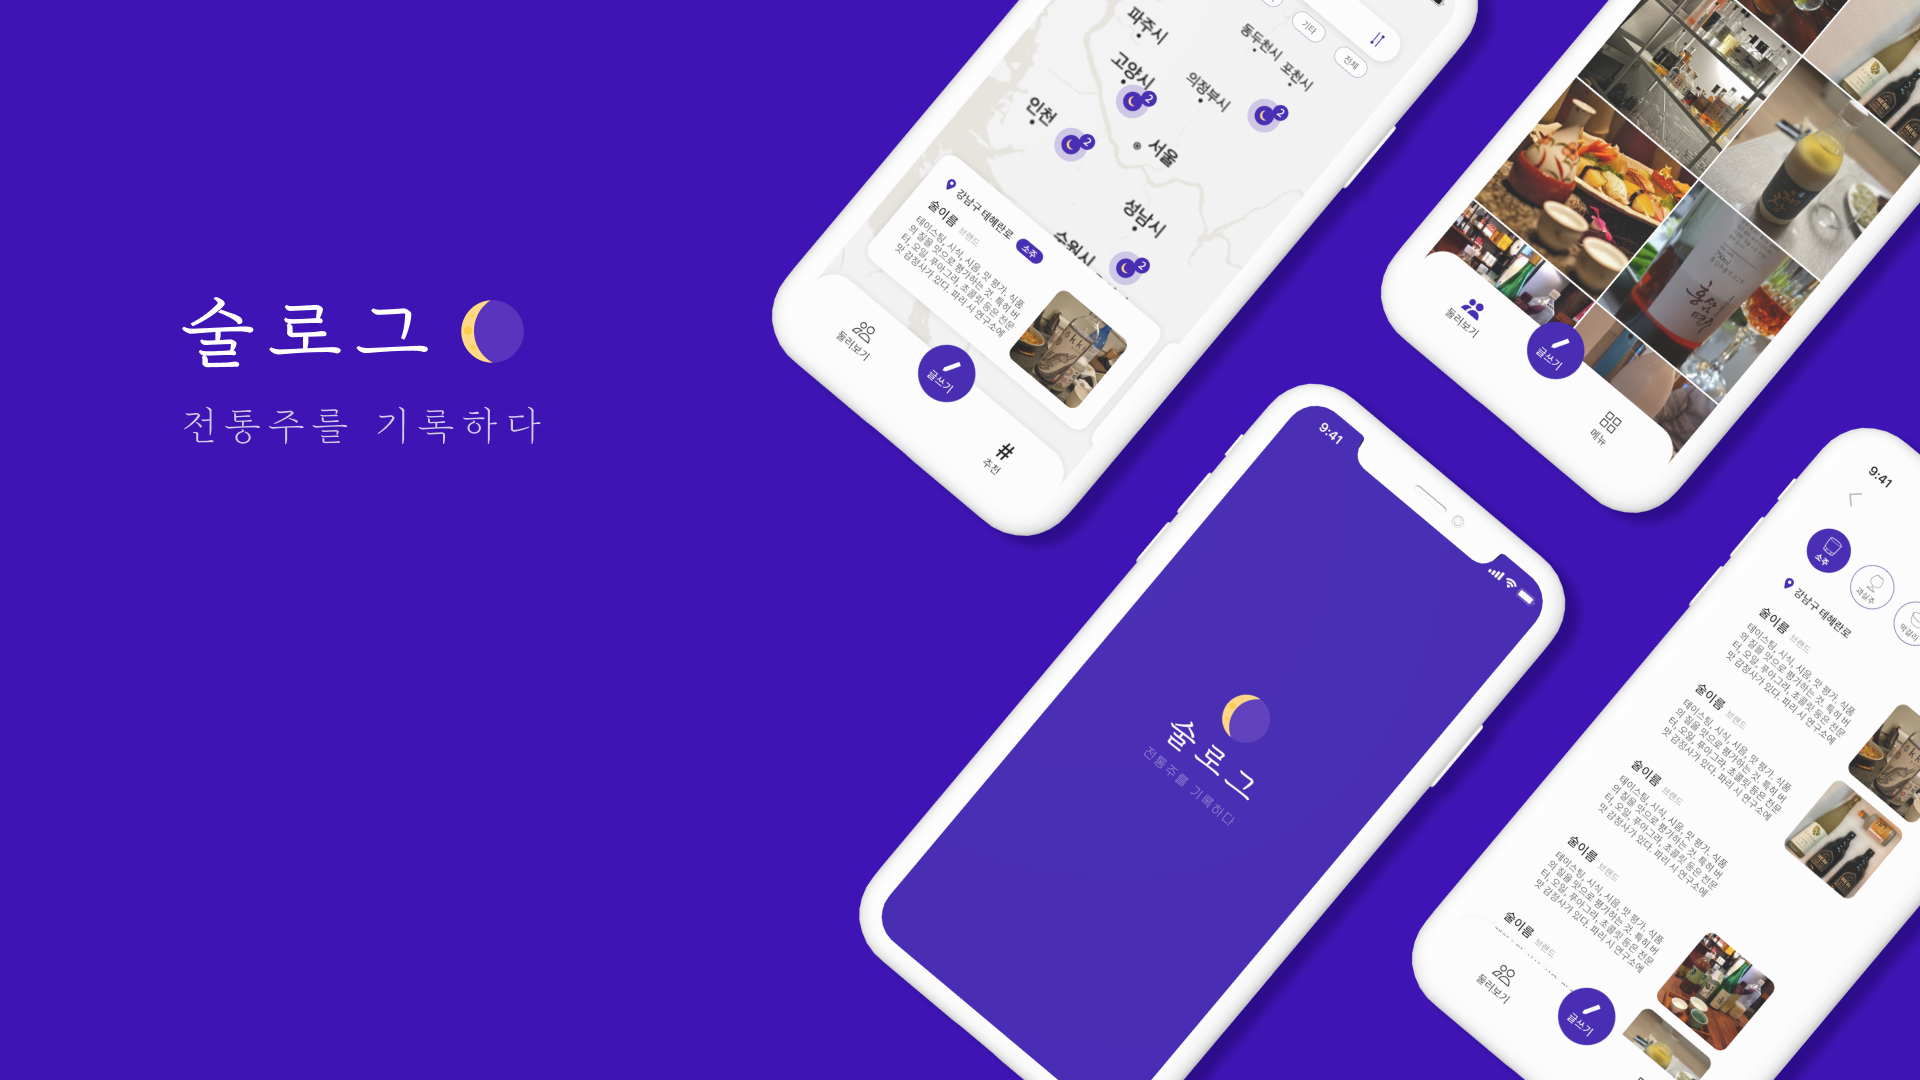 술로그
전통주를 기록하다
파주시
동두천시
포천시
고양시
의정부시
인천
서울
성남시
수원시
2
2
2
2
기타
전체
강남구 테헤란로
술이름 브랜드 소주
테이스팅, 시식, 시음, 맛 평가. 식품
의 질을 맛으로 평가하는 것. 특히 버
터, 오일, 푸아그라, 초콜릿 등은 전문
맛 감정사가 있다. 파리 시 연구소에
둘러보기
글쓰기
#
추천
둘러보기
글쓰기
메뉴
9:41
술로그
전통주를 기록하다
9:41
소주
과실주
막걸리
강남구 테헤란로
술이름 브랜드
테이스팅, 시식, 시음, 맛 평가. 식품
의 질을 맛으로 평가하는 것. 특히 버
터, 오일, 푸아그라, 초콜릿 등은 전문
맛 감정사가 있다. 파리 시 연구소에
술이름 브랜드
테이스팅, 시식, 시음, 맛 평가. 식품
의 질을 맛으로 평가하는 것. 특히 버
터, 오일, 푸아그라, 초콜릿 등은 전문
맛 감정사가 있다. 파리 시 연구소에
술이름 브랜드
테이스팅, 시식, 시음, 맛 평가. 식품
의 질을 맛으로 평가하는 것. 특히 버
터, 오일, 푸아그라, 초콜릿 등은 전문
맛 감정사가 있다. 파리 시 연구소에
술이름 브랜드
테이스팅, 시식, 시음, 맛 평가. 식품
의 질을 맛으로 평가하는 것. 특히 버
터, 오일, 푸아그라, 초콜릿 등은 전문
맛 감정사가 있다. 파리 시 연구소에
술이름 브랜드
둘러보기
글쓰기